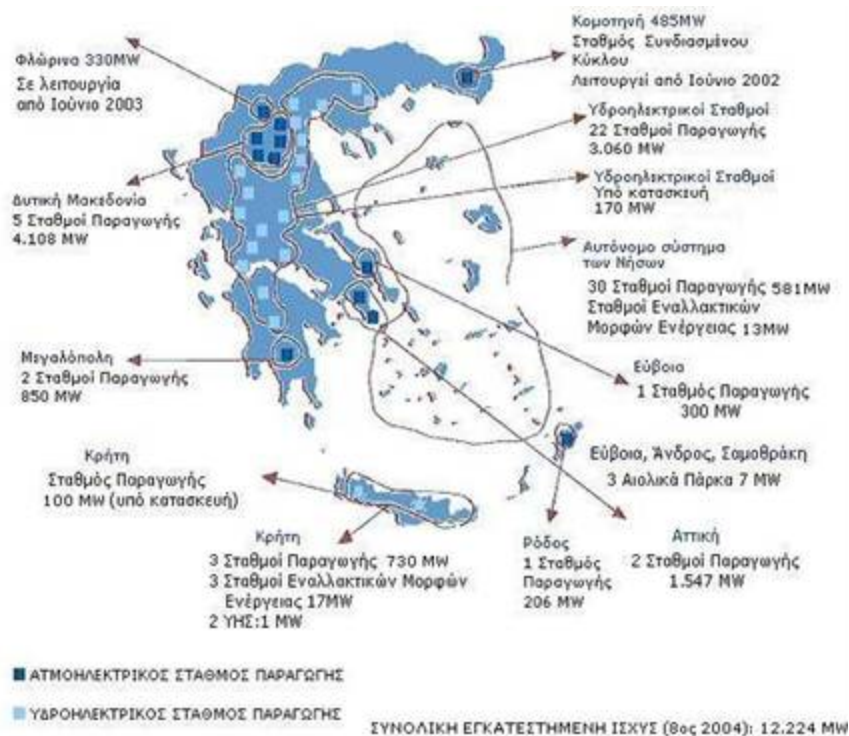 Φλώρινα 330MW
Σε λειτουργία
από Ιούνιο 2003
Κομοτηνή 485MW
Σταθμός Συνδιασμένου
Κύκλου
Λειτουργεί από Ιούνιο 2002
Υδροηλεκτρικοί Σταθμοί
22 Σταθμοί Παραγωγής
3.060 MW
Υδροηλεκτρικοί Σταθμοί
Υπό κατασκευή
170 MW
Δυτική Μακεδονία
5 Σταθμοί Παραγωγής
4.108 MW
Αυτόνομο σύστημα
των Νήσων
30 Σταθμοί Παραγωγής 581MW
Σταθμοί Εναλλακτικών
Μορφών Ενέργειας 13MW
Μεγαλόπολη
2 Σταθμοί Παραγωγής
850 MW
Εύβοια
1 Σταθμός Παραγωγής
300 MW
Εύβοια, Άνδρος, Σαμοθράκη
3 Αιολικά Πάρκα 7 MW
Κρήτη
Σταθμός Παραγωγής
100 MW (υπό κατασκευή)
Κρήτη
3 Σταθμοί Παραγωγής 730 MW
3 Σταθμοί Εναλλακτικών Μορφών
Ενέργειας 17MW
2 ΥΗΣ:1 MW
Ρόδος
1 Σταθμός
Παραγωγής
206 MW
Αττική
2 Σταθμοί Παραγωγής
1.547 MW
ΑΤΜΟΗΛΕΚΤΡΙΚΟΣ ΣΤΑΘΜΟΣ ΠΑΡΑΓΩΓΗΣ
ΥΔΡΟΗΛΕΚΤΡΙΚΟΣ ΣΤΑΘΜΟΣ ΠΑΡΑΓΩΓΗΣ
ΣΥΝΟΛΙΚΗ ΕΓΚΑΤΕΣΤΗΜΕΝΗ ΙΣΧΥΣ (8ος 2004): 12.224 MW